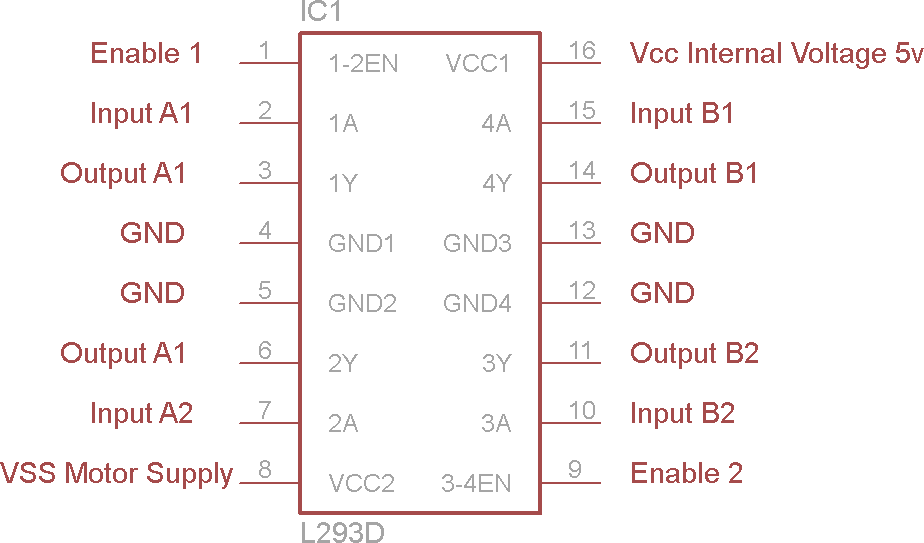 IC1
Enable 1 1 1-2EN VCC1 16 Vcc Internal Voltage 5v
Input A1 2 1A 4A 15 Input B1
Output A1 3 1Y 4Y 14 Output B1
GND 4 GND1 GND3 13 GND
GND 5 GND2 GND4 12 GND
Output A1 6 2Y 3Y 11 Output B2
Input A2 7 2A 3A 10 Input B2
VSS Motor Supply 8 VCC2 3-4EN 9 Enable 2
L293D